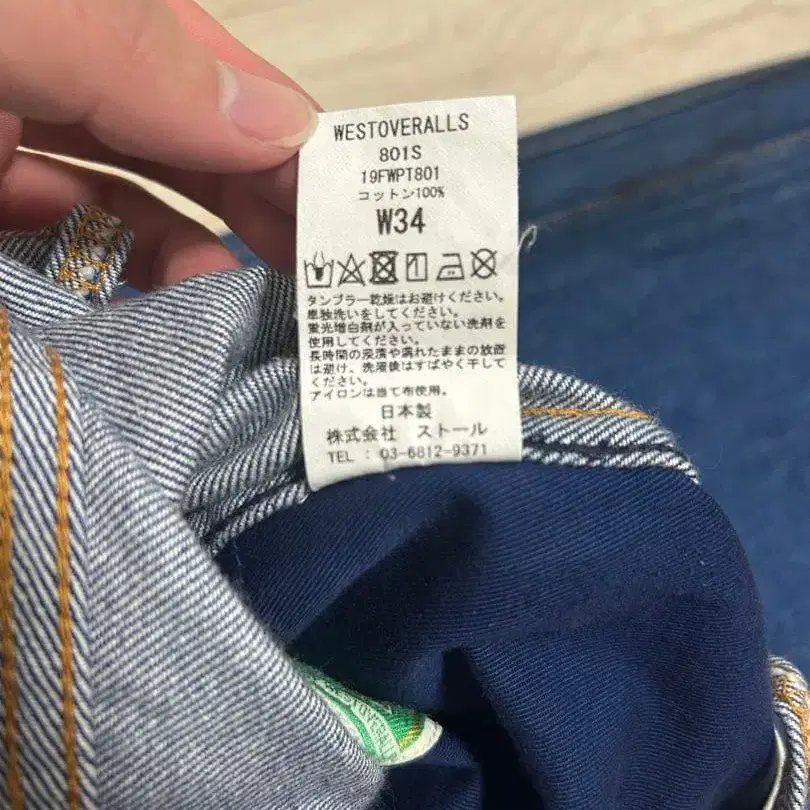 WESTOVERALLS
801S
19FWPT801
コットン100%
W34
タンブラー乾燥はお避けください。
単独洗いをしてください。
蛍光増白剤が入っていない洗剤を
使用してください。
長時間の浸漬や濡れたままの放置
は避け、洗濯後はすばやく干して
ください。
アイロンは当て布使用。
日本製
株式会社 ストール
TEL : 03-6812-9371
WESTOVERALLS